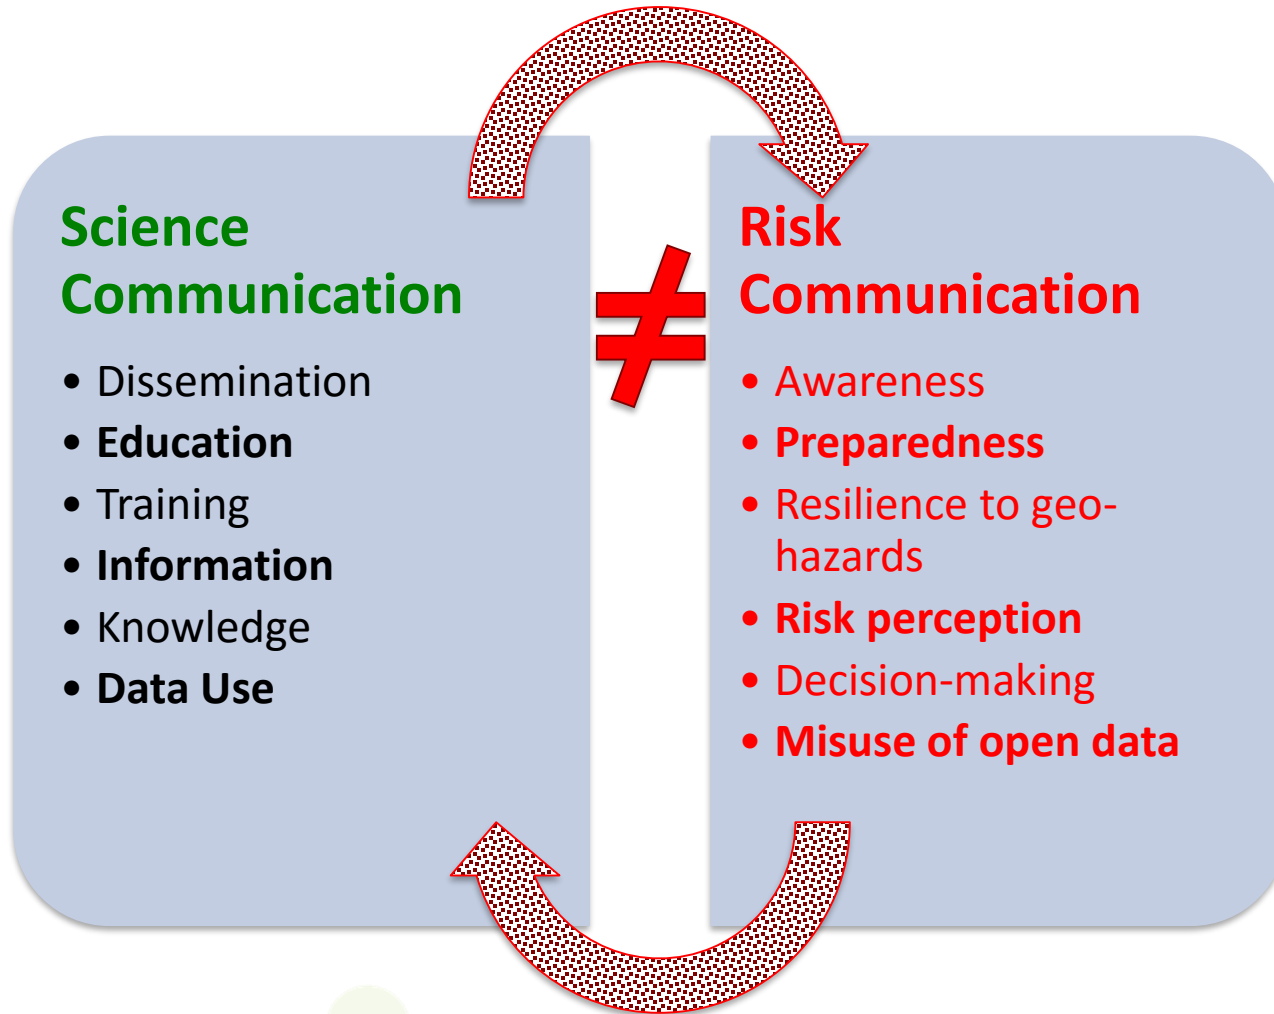 Science
Communication
• Dissemination
• Education
• Training
• Information
• Knowledge
• Data Use
≠
Risk
Communication
• Awareness
• Preparedness
• Resilience to geo-
hazards
• Risk perception
• Decision-making
• Misuse of open data